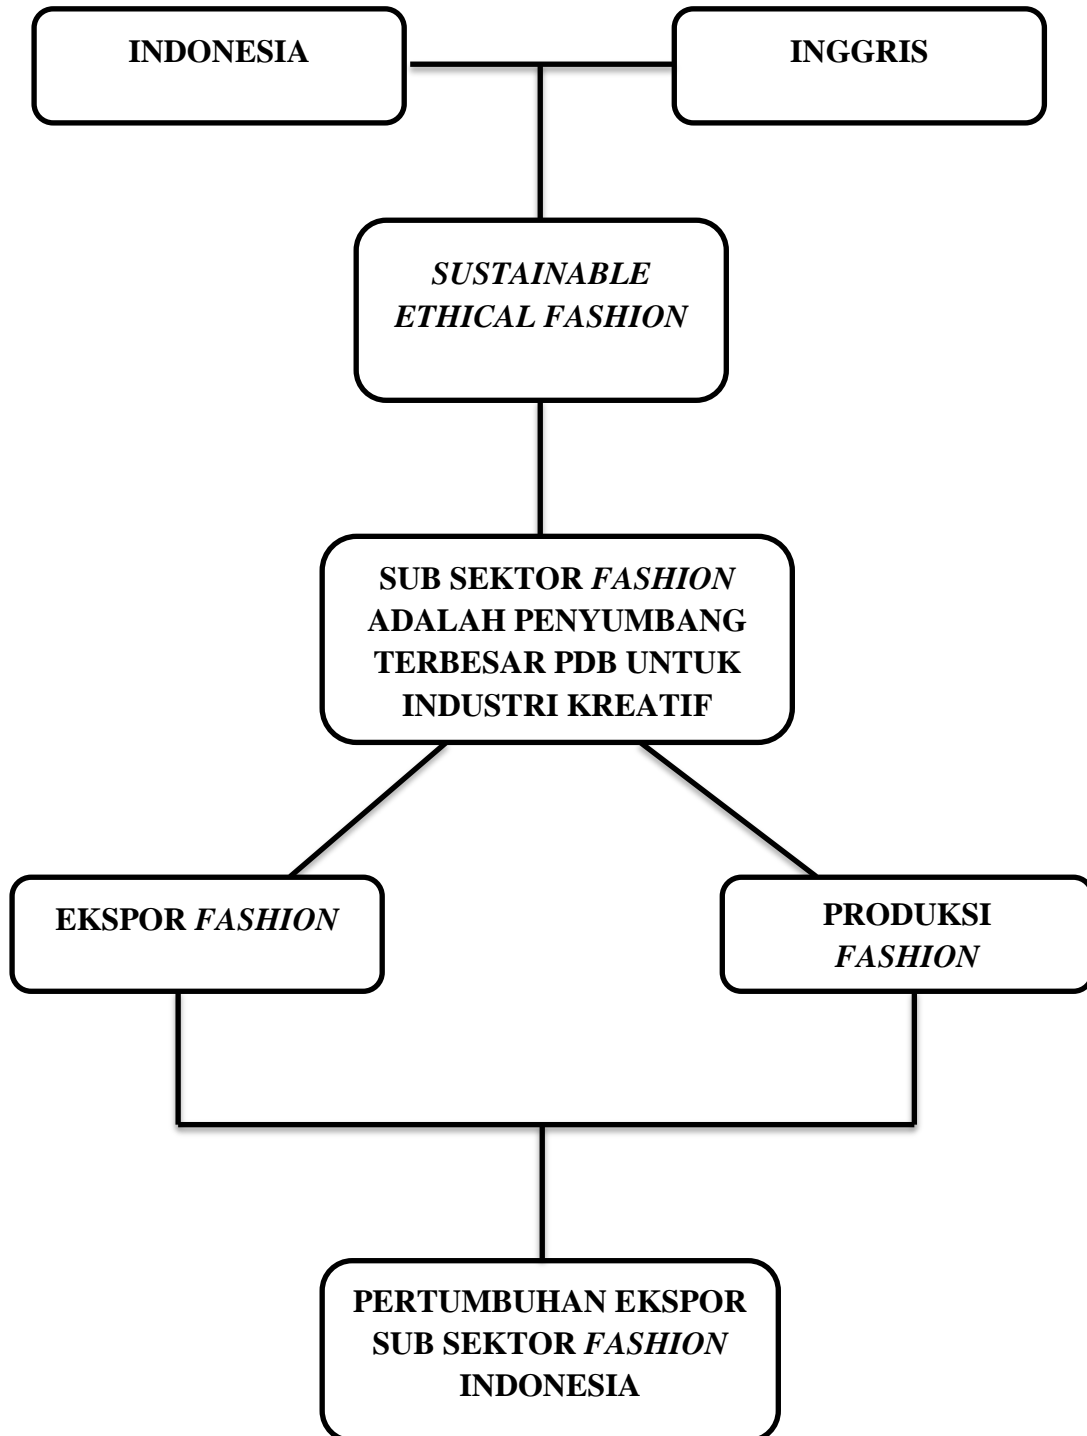 INDONESIA
INGGRIS
SUSTAINABLE
ETHICAL FASHION
SUB SEKTOR FASHION
ADALAH PENYUMBANG
TERBESAR PDB UNTUK
INDUSTRI KREATIF
EKSPOR FASHION
PRODUKSI
FASHION
PERTUMBUHAN EKSPOR
SUB SEKTOR FASHION
INDONESIA